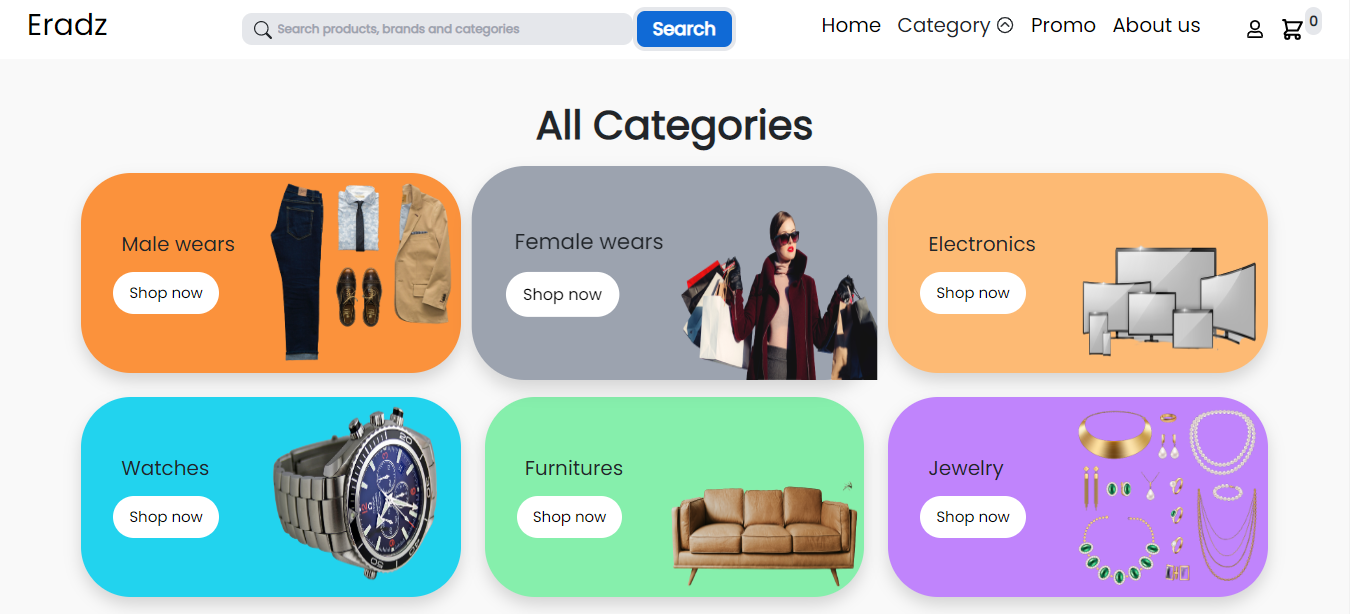 Eradz
Search products, brands and categories
Search
Home
Category
Promo
About us
0
All Categories
Male wears
Shop now
Female wears
Shop now
Electronics
Shop now
Watches
Shop now
Furnitures
Shop now
Jewelry
Shop now